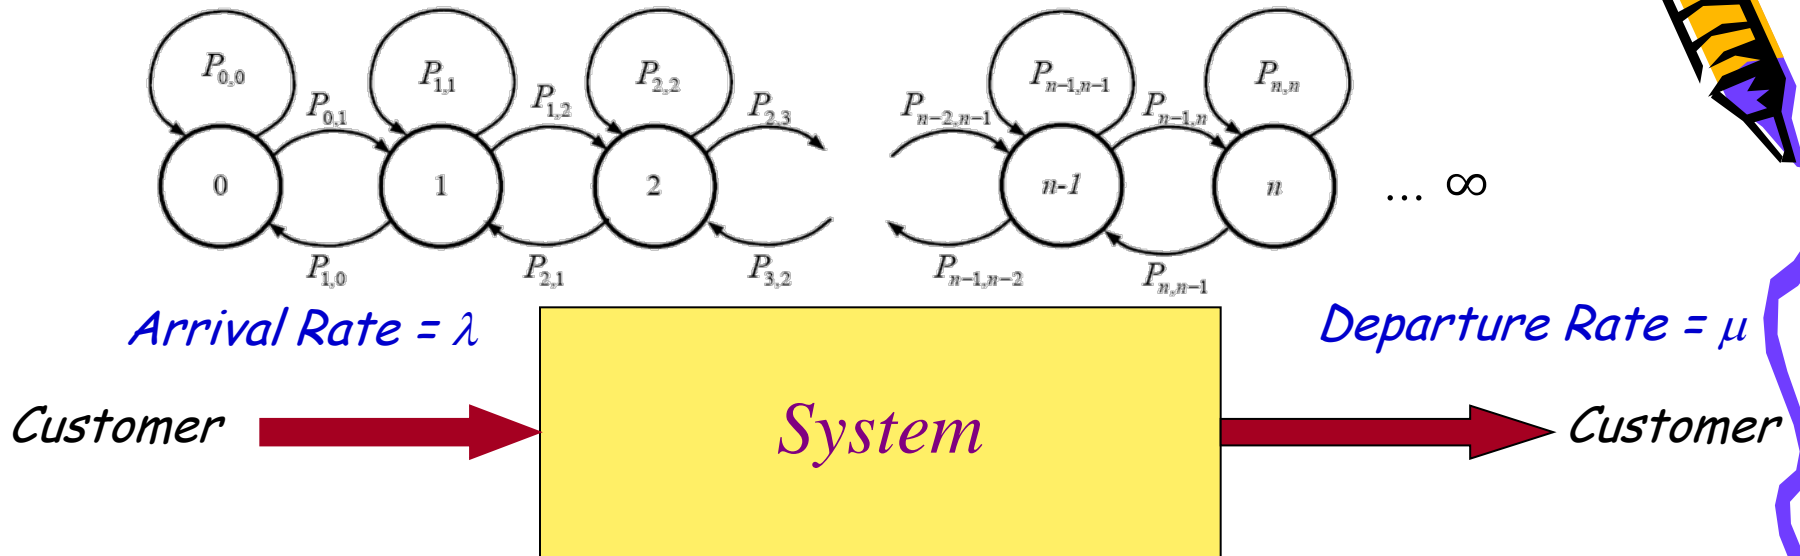 P0,0 P1,1 P2,2 Pn−1,n−1 Pn,n
P0,1 P1,2 P2,3 Pn−2,n−1 Pn−1,n
0 1 2 n-1 n ... ∞
P1,0 P2,1 P3,2 Pn−1,n−2 Pn,n−1
Arrival Rate = λ
Departure Rate = μ
Customer
System
Customer